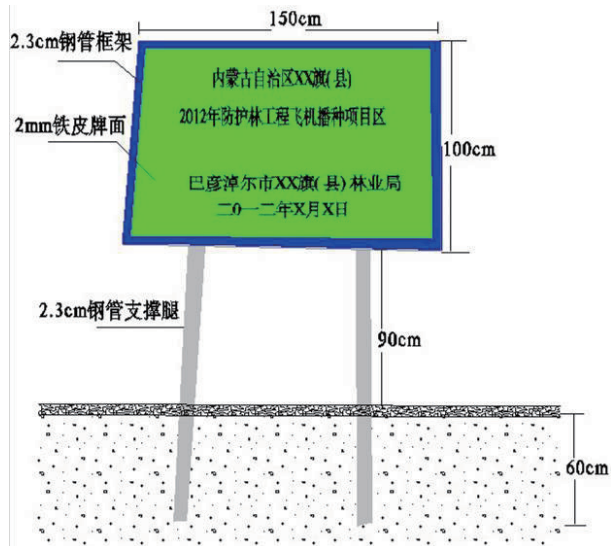 150cm
2.3cm钢管框架
内蒙古自治区XX旗(县)
2012年防护林工程飞机播种项目区
2mm铁皮牌面
100cm
巴彦淖尔市XX旗(县)林业局
二0一二年X月X日
2.3cm钢管支撑腿
90cm
60cm